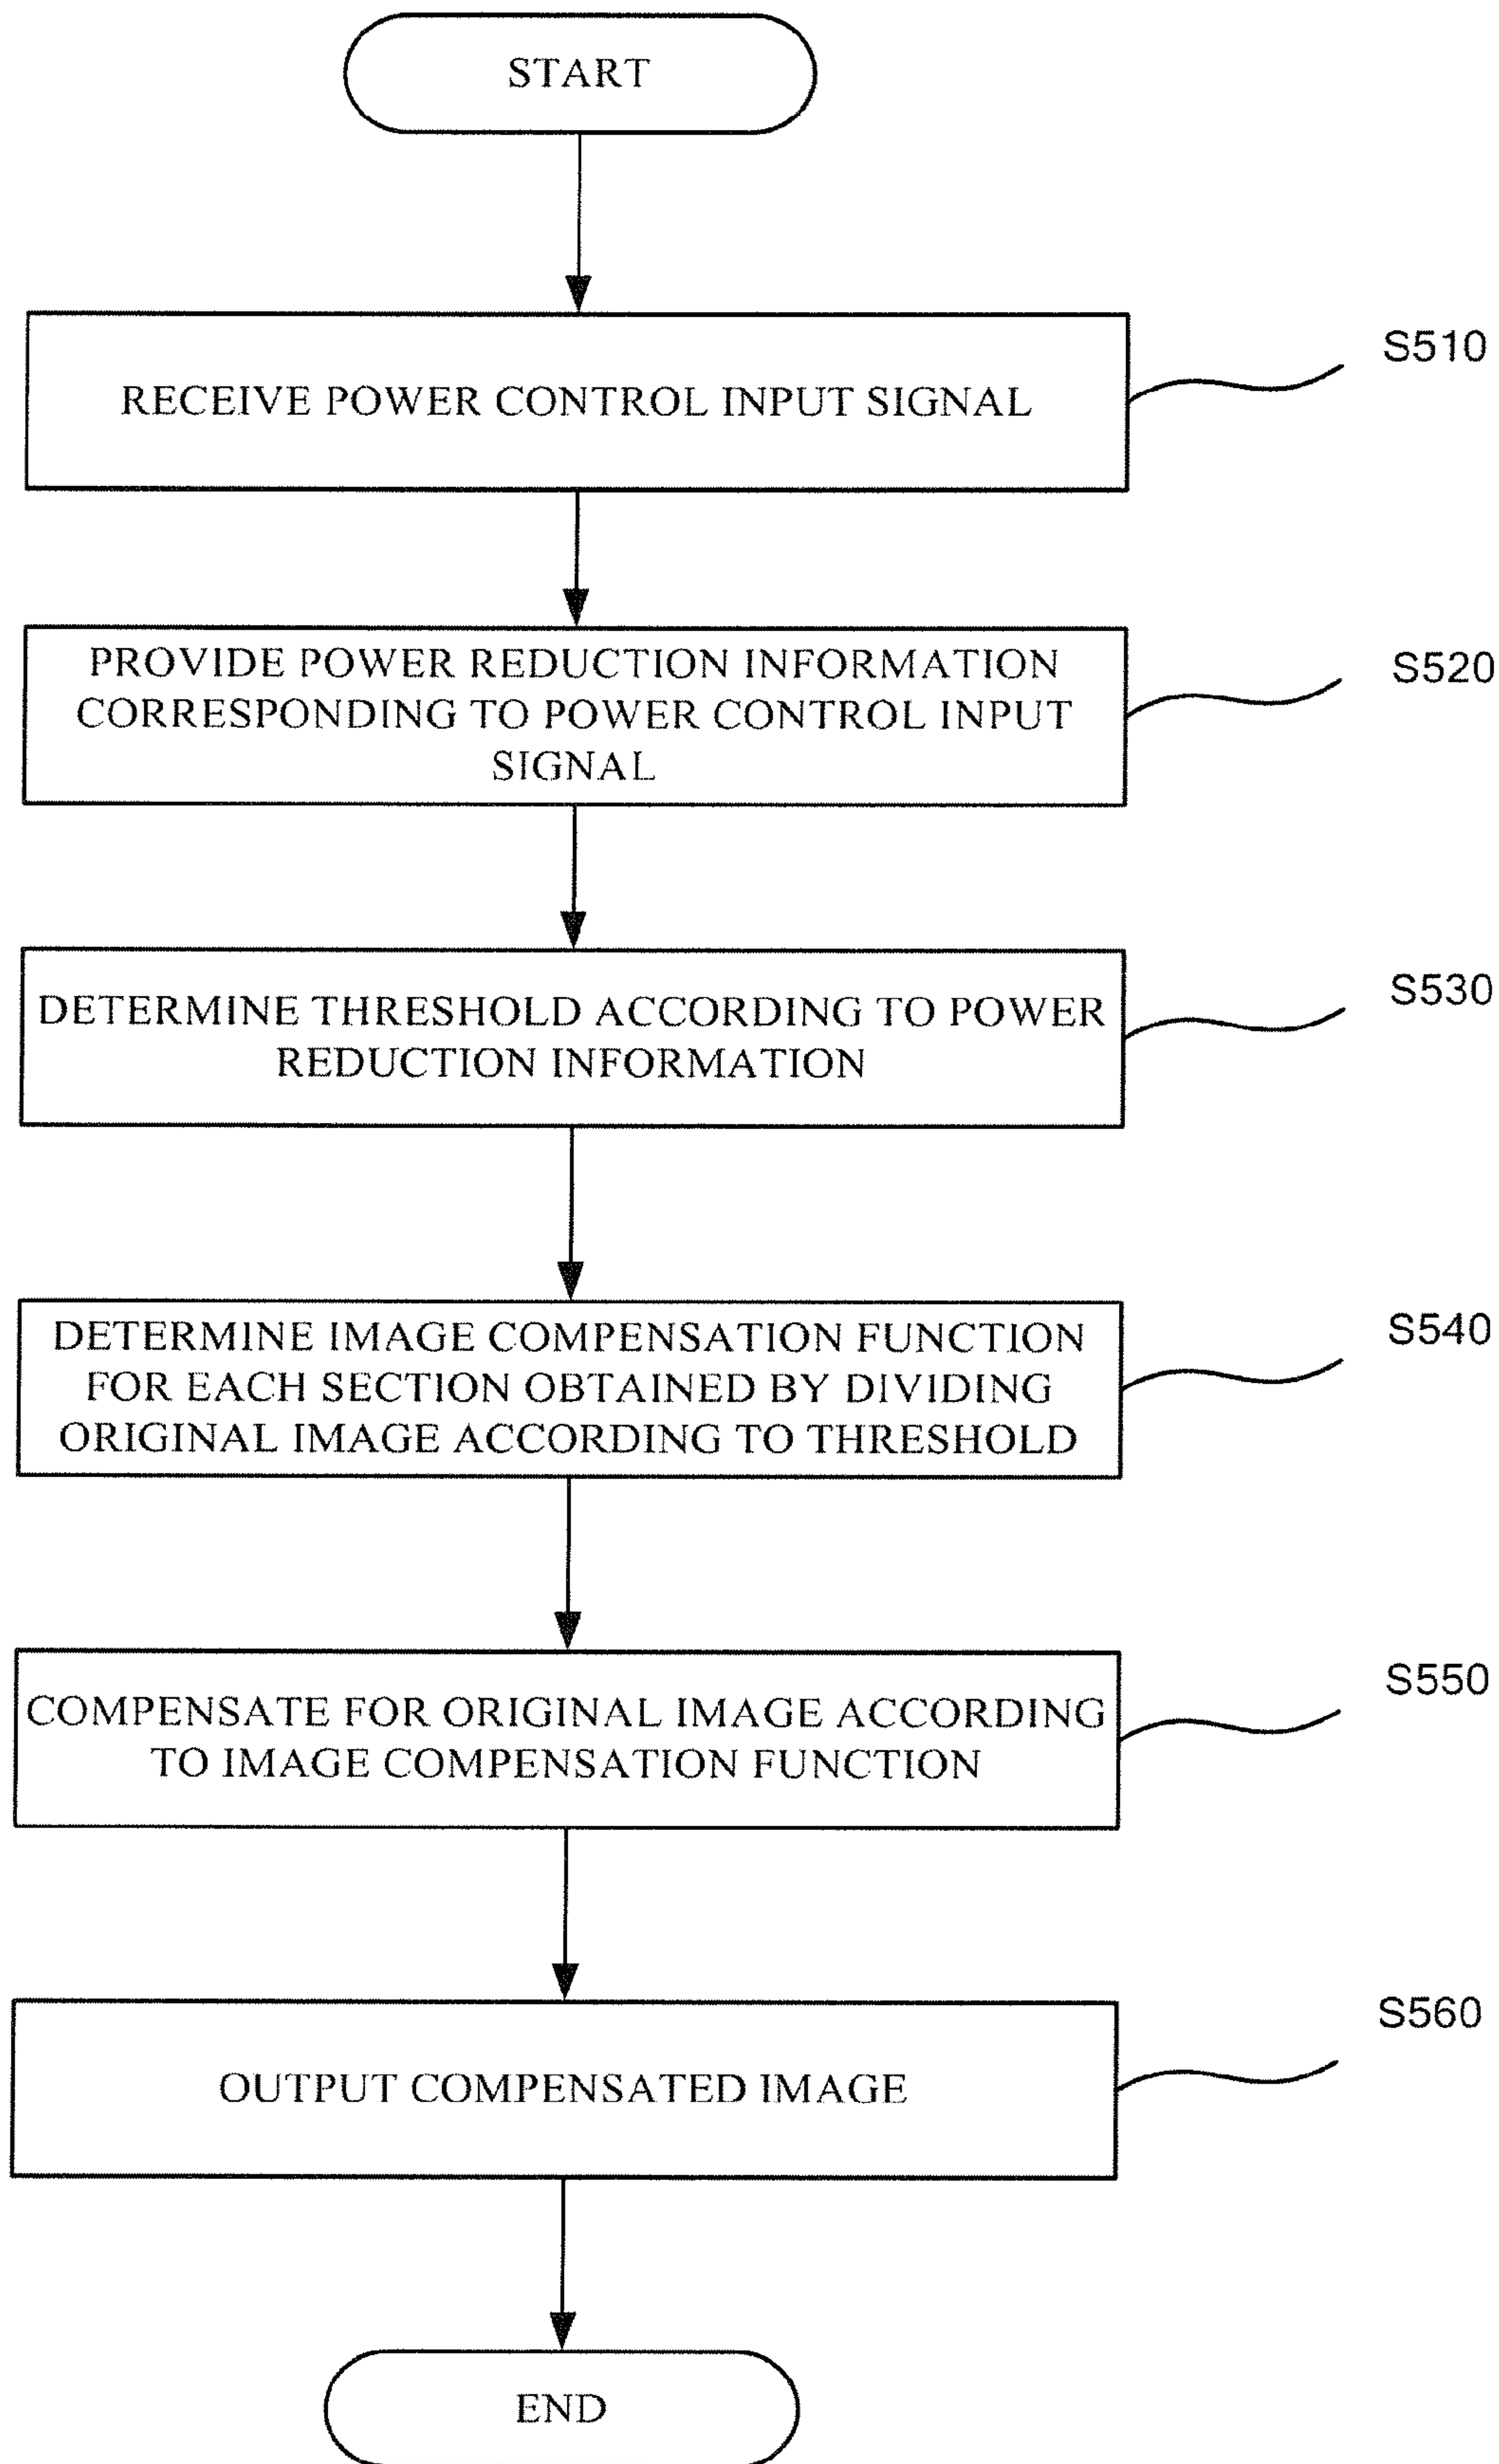 START
RECEIVE POWER CONTROL INPUT SIGNAL
S510
PROVIDE POWER REDUCTION INFORMATION
CORRESPONDING TO POWER CONTROL INPUT
SIGNAL
S520
DETERMINE THRESHOLD ACCORDING TO POWER
REDUCTION INFORMATION
S530
DETERMINE IMAGE COMPENSATION FUNCTION
FOR EACH SECTION OBTAINED BY DIVIDING
ORIGINAL IMAGE ACCORDING TO THRESHOLD
S540
COMPENSATE FOR ORIGINAL IMAGE ACCORDING
TO IMAGE COMPENSATION FUNCTION
S550
OUTPUT COMPENSATED IMAGE
S560
END